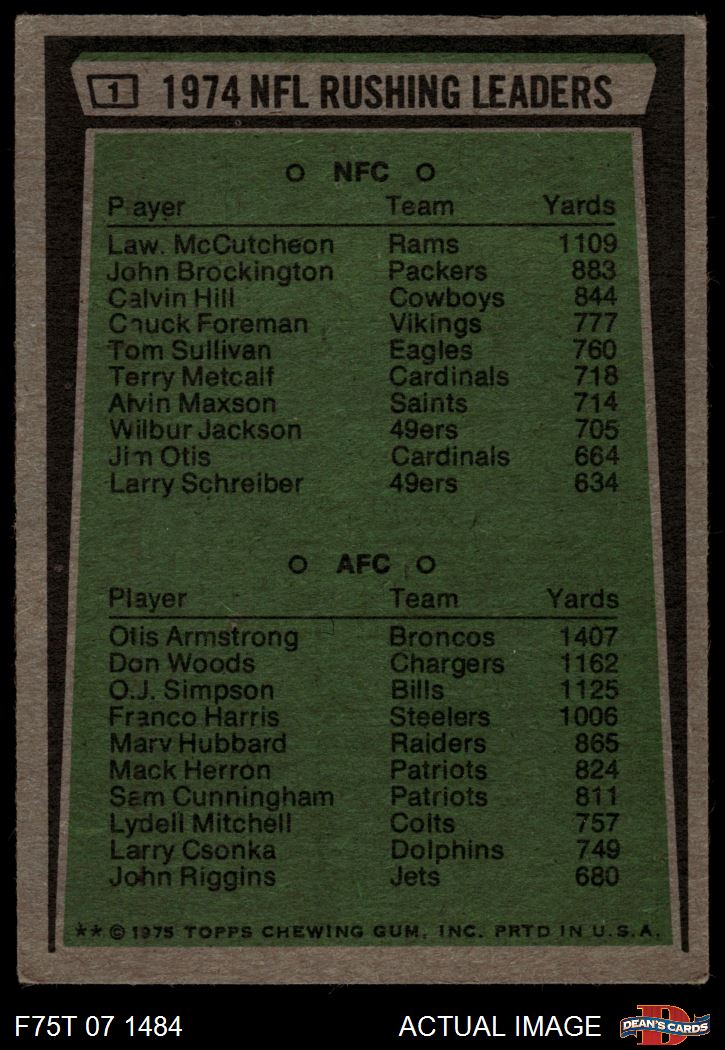 1 1974 NFL RUSHING LEADERS
NFC
Player Team Yards
Law. McCutcheon Rams 1109
John Brockington Packers 883
Calvin Hill Cowboys 844
Chuck Foreman Vikings 777
Tom Sullivan Eagles 760
Terry Metcalf Cardinals 718
Alvin Maxson Saints 714
Wilbur Jackson 49ers 705
Jim Otis Cardinals 664
Larry Schreiber 49ers 634
AFC
Player Team Yards
Otis Armstrong Broncos 1407
Don Woods Chargers 1162
O.J. Simpson Bills 1125
Franco Harris Steelers 1006
Marv Hubbard Raiders 865
Mack Herron Patriots 824
Sam Cunningham Patriots 811
Lydell Mitchell Colts 757
Larry Csonka Dolphins 749
John Riggins Jets 680
**© 1975 TOPPS CHEWING GUM, INC. PRTD IN U.S.A.
F75T 07 1484 ACTUAL IMAGE D DEAN'S CARDS